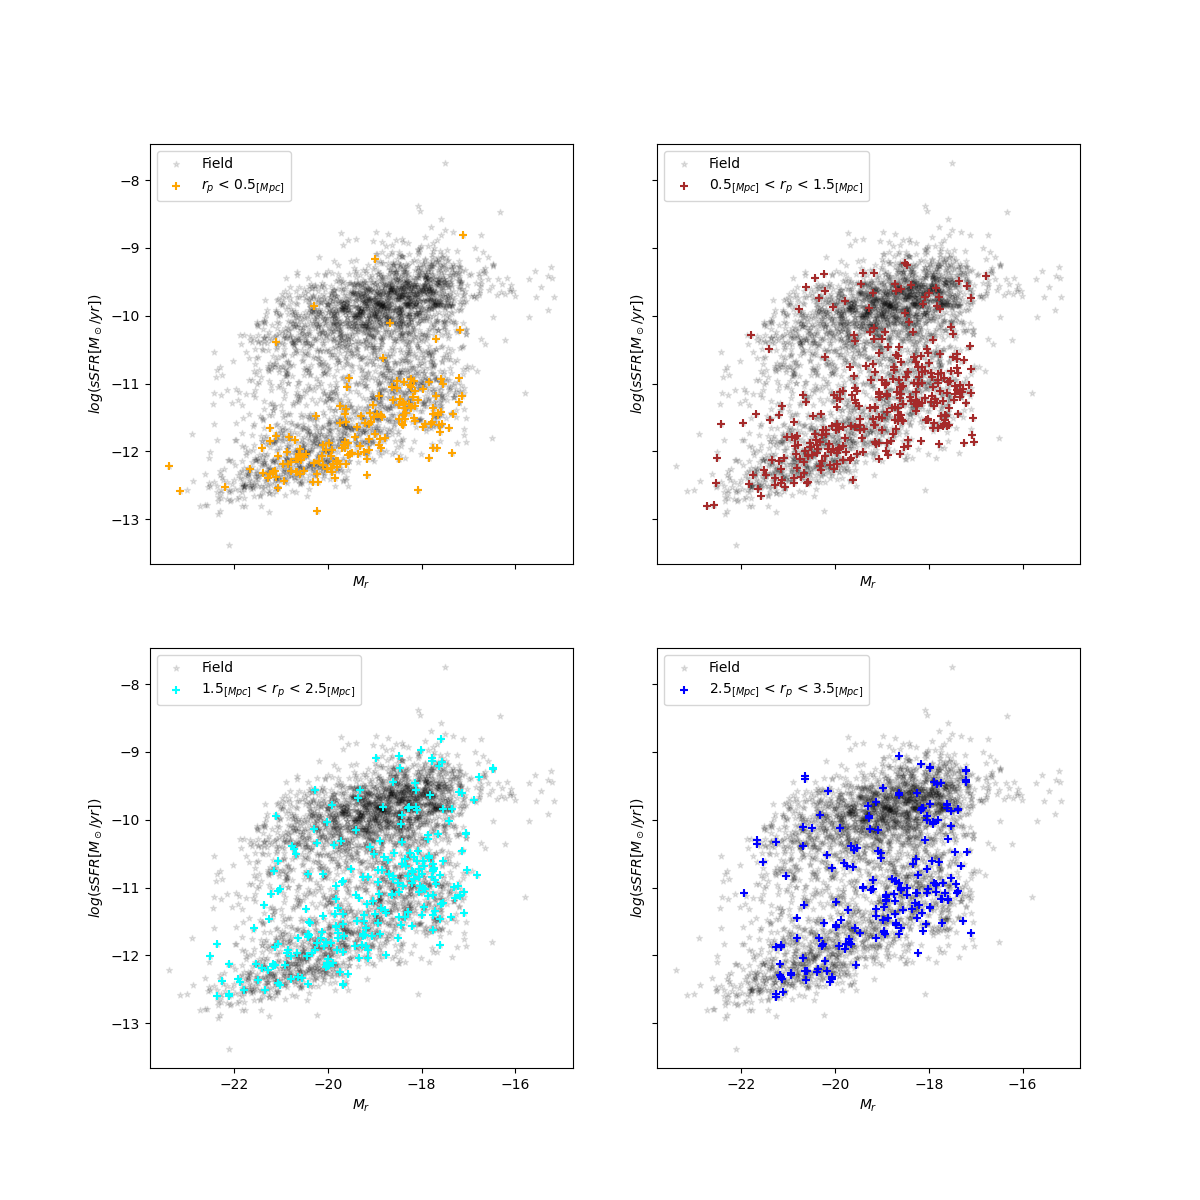 Field
r_p < 0.5_[Mpc]
Field
0.5_[Mpc] < r_p < 1.5_[Mpc]
−8
−9
−10
−11
−12
−13
log(sSFR[M_⊙/yr])
log(sSFR[M_⊙/yr])
M_r
M_r
Field
1.5_[Mpc] < r_p < 2.5_[Mpc]
Field
2.5_[Mpc] < r_p < 3.5_[Mpc]
−8
−9
−10
−11
−12
−13
log(sSFR[M_⊙/yr])
log(sSFR[M_⊙/yr])
−22 −20 −18 −16
−22 −20 −18 −16
M_r
M_r